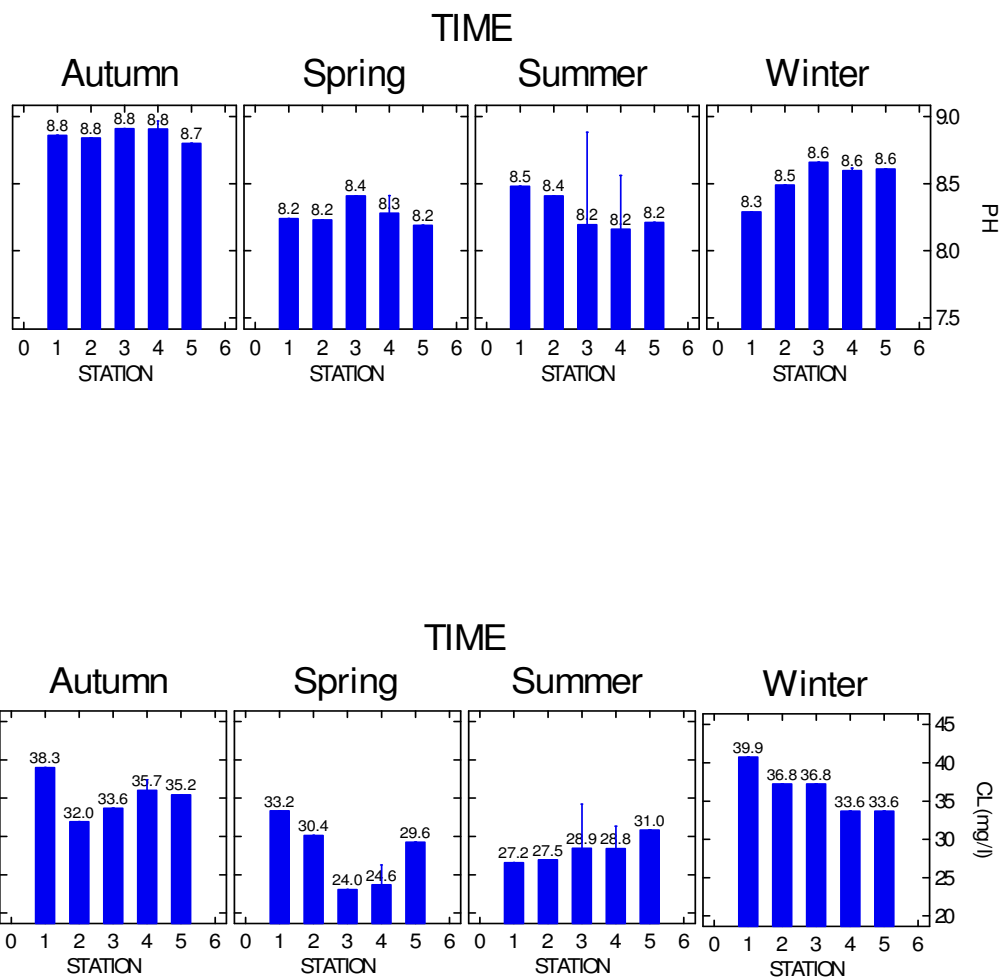 TIME
Autumn Spring Summer Winter
8.8 8.8 8.8 8.8 8.7
8.2 8.2 8.4 8.3 8.2
8.5 8.4 8.2 8.2 8.2
8.3 8.5 8.6 8.6 8.6
9.0
8.5
8.0
7.5
PH
0 1 2 3 4 5 6 0 1 2 3 4 5 6 0 1 2 3 4 5 6 0 1 2 3 4 5 6
STATION STATION STATION STATION
TIME
Autumn Spring Summer Winter
38.3 32.0 33.6 35.7 35.2
33.2 30.4 24.0 24.6 29.6
27.2 27.5 28.9 28.8 31.0
39.9 36.8 36.8 33.6 33.6
45
40
35
30
25
20
CL (mg/l)
0 1 2 3 4 5 6 0 1 2 3 4 5 6 0 1 2 3 4 5 6 0 1 2 3 4 5 6
STATION STATION STATION STATION